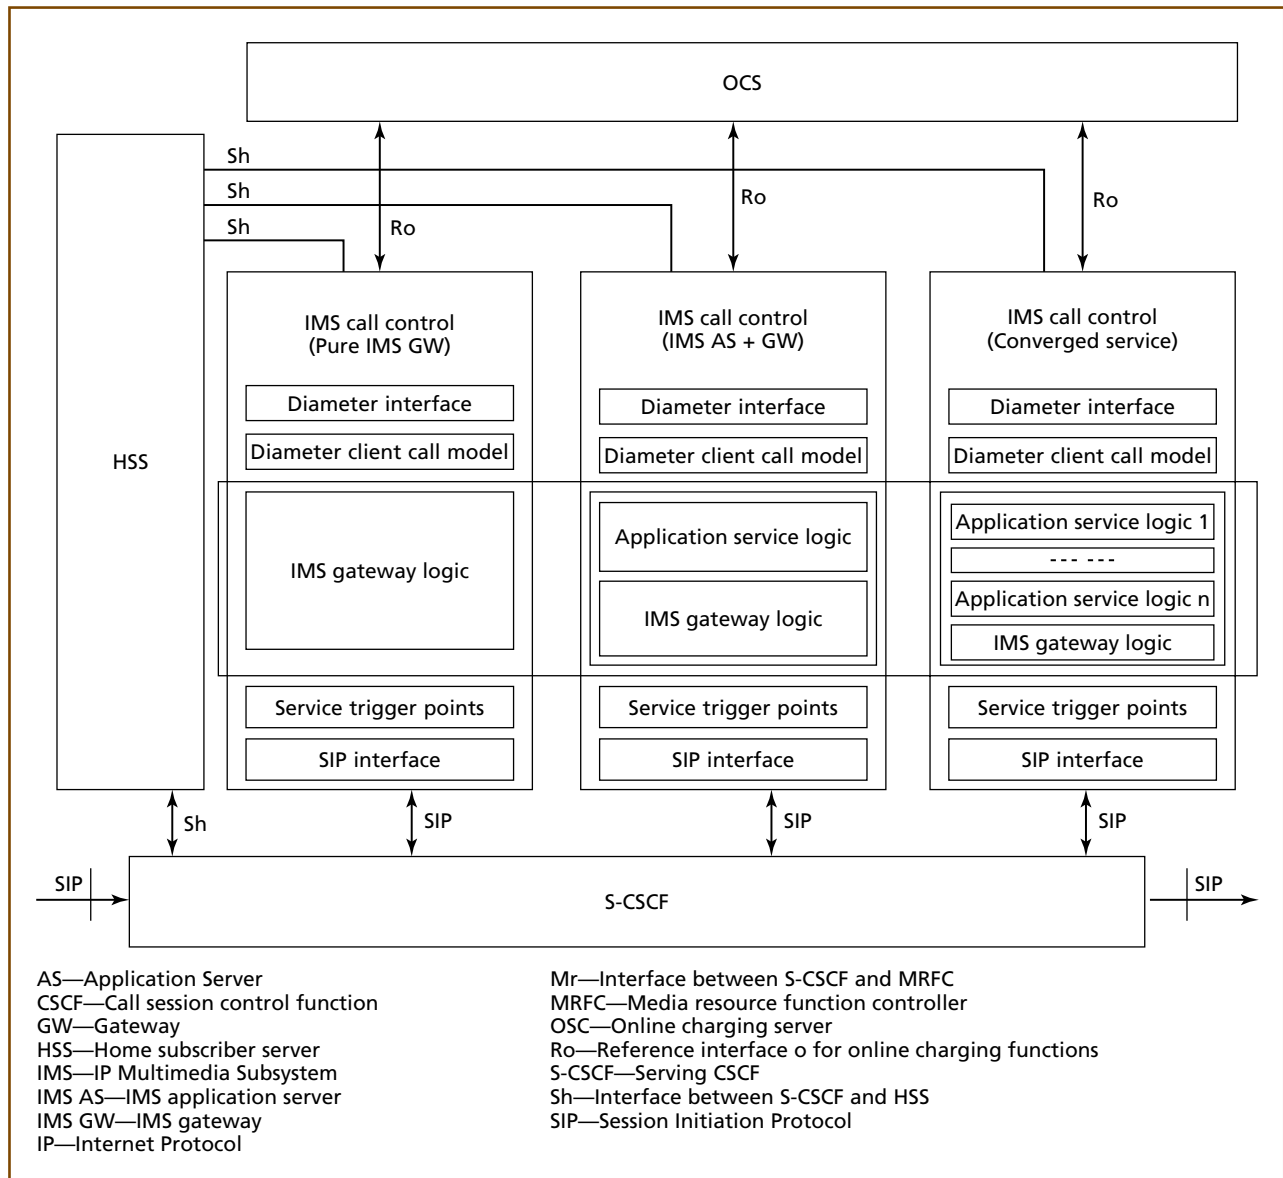 OCS
Sh
Sh
Sh
Ro
Ro
Ro
HSS
IMS call control
(Pure IMS GW)
Diameter interface
Diameter client call model
IMS gateway logic
Service trigger points
SIP interface
IMS call control
(IMS AS + GW)
Diameter interface
Diameter client call model
Application service logic
IMS gateway logic
Service trigger points
SIP interface
IMS call control
(Converged service)
Diameter interface
Diameter client call model
Application service logic 1
--- ---
Application service logic n
IMS gateway logic
Service trigger points
SIP interface
Sh
SIP
SIP
SIP
SIP
S-CSCF
SIP
AS—Application Server
CSCF—Call session control function
GW—Gateway
HSS—Home subscriber server
IMS—IP Multimedia Subsystem
IMS AS—IMS application server
IMS GW—IMS gateway
IP—Internet Protocol
Mr—Interface between S-CSCF and MRFC
MRFC—Media resource function controller
OSC—Online charging server
Ro—Reference interface o for online charging functions
S-CSCF—Serving CSCF
Sh—Interface between S-CSCF and HSS
SIP—Session Initiation Protocol